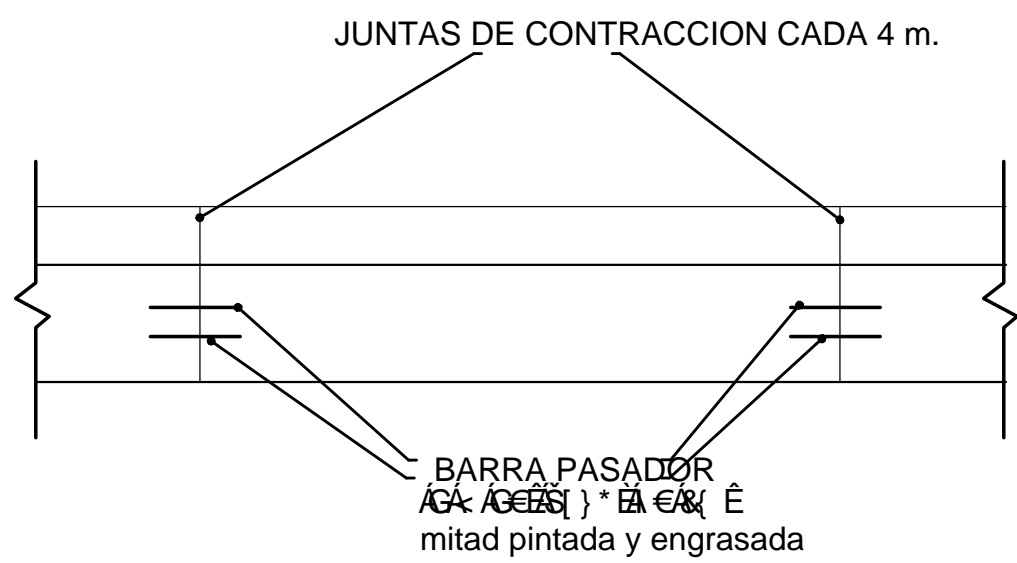 JUNTAS DE CONTRACCION CADA 4 m.
BARRA PASADOR
mitad pintada y engrasada